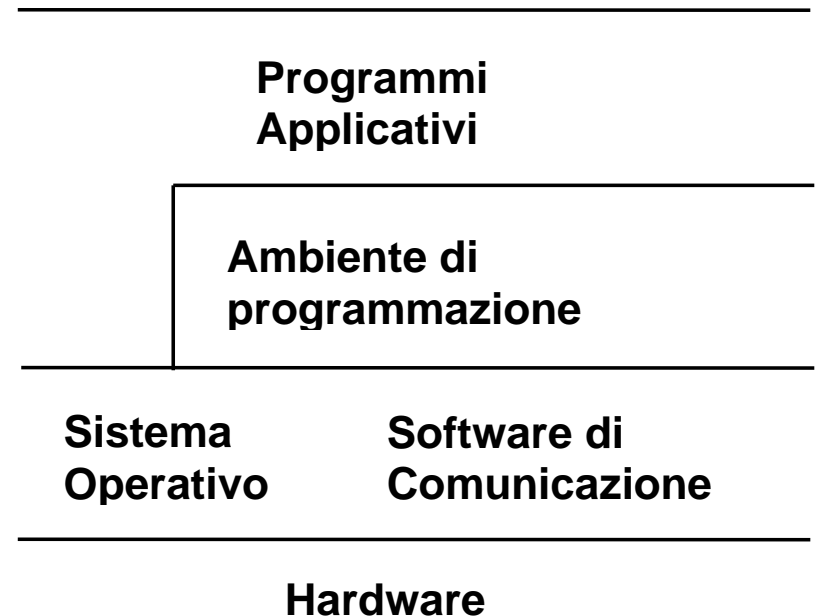 Programmi
Applicativi
Ambiente di
programmazione
Sistema
Operativo
Software di
Comunicazione
Hardware